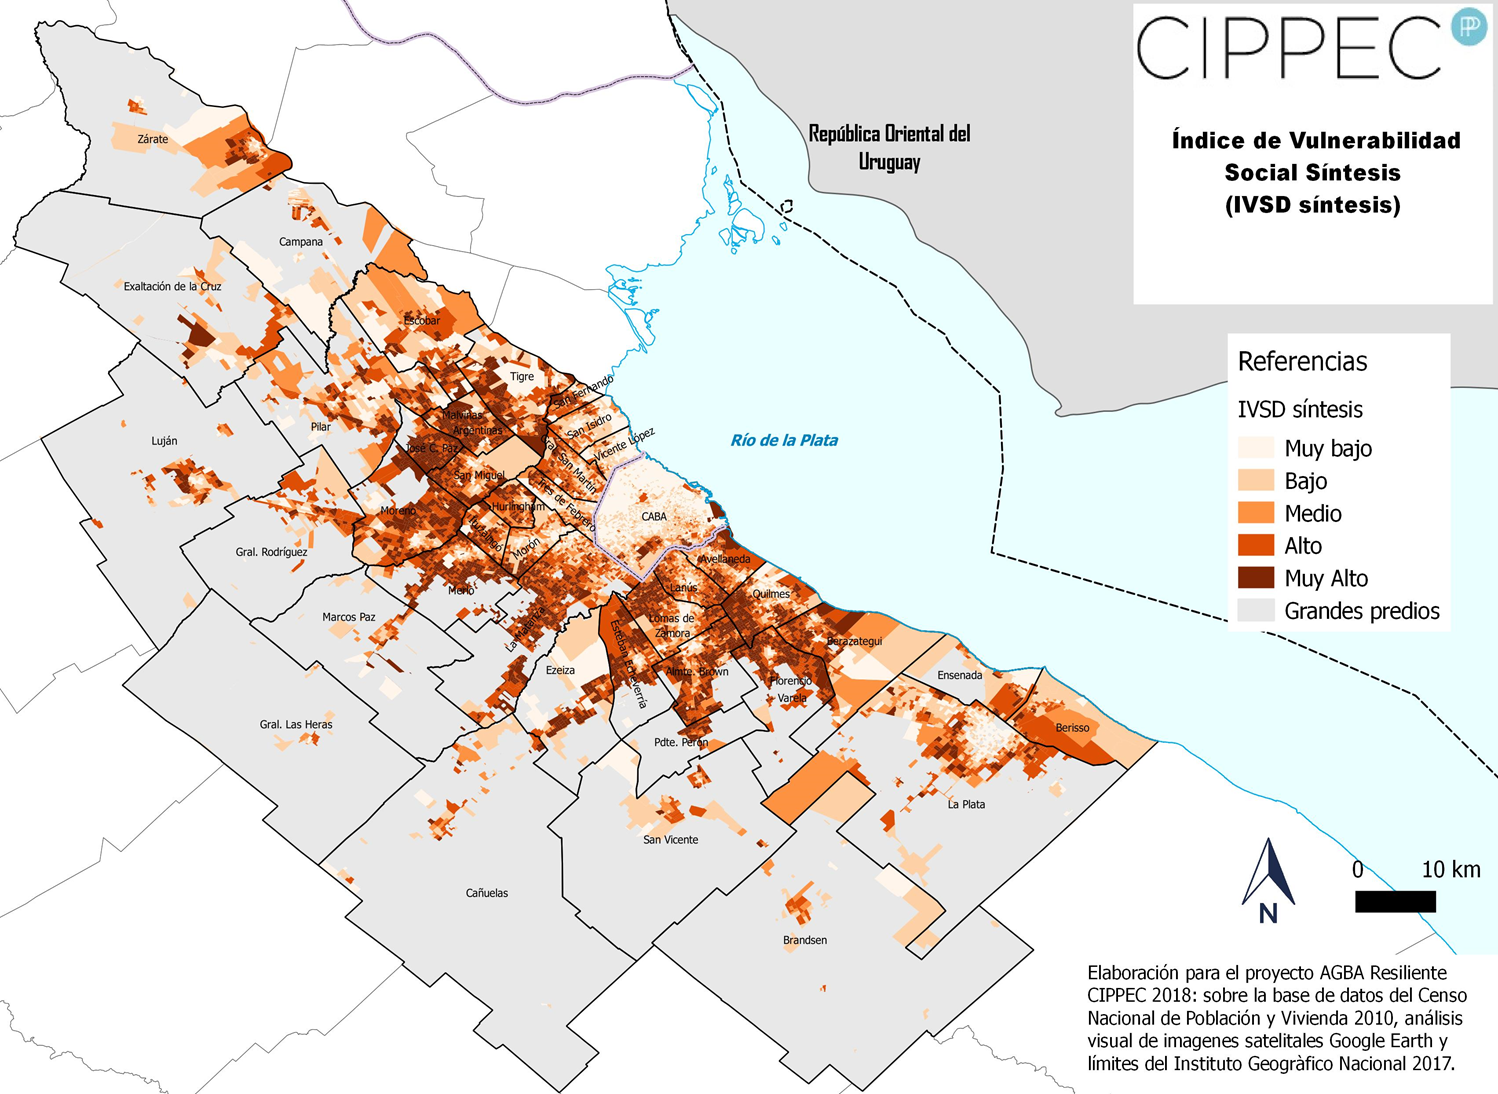 CIPPEC
PP
Índice de Vulnerabilidad
Social Síntesis
(IVSD síntesis)
República Oriental del
Uruguay
Río de la Plata
Referencias
IVSD síntesis
Muy bajo
Bajo
Medio
Alto
Muy Alto
Grandes predios
Zárate
Campana
Exaltación de la Cruz
Escobar
Tigre
San Fernando
San Isidro
Vicente López
Malvinas
Argentinas
Pilar
José C. Paz
Gral. San Martín
Luján
San Miguel
Tres de Febrero
Moreno
Hurlingham
CABA
Ituzaingó
Morón
Gral. Rodríguez
Avellaneda
Merlo
Lanús
Quilmes
Marcos Paz
La Matanza
Lomas de
Zamora
Berazategui
Esteban Echeverría
Ezeiza
Almte. Brown
Florencio
Varela
Ensenada
Gral. Las Heras
Berisso
Pdte. Perón
La Plata
San Vicente
Cañuelas
Brandsen
N
0 10 km
Elaboración para el proyecto AGBA Resiliente
CIPPEC 2018: sobre la base de datos del Censo
Nacional de Población y Vivienda 2010, análisis
visual de imagenes satelitales Google Earth y
límites del Instituto Geogràfico Nacional 2017.